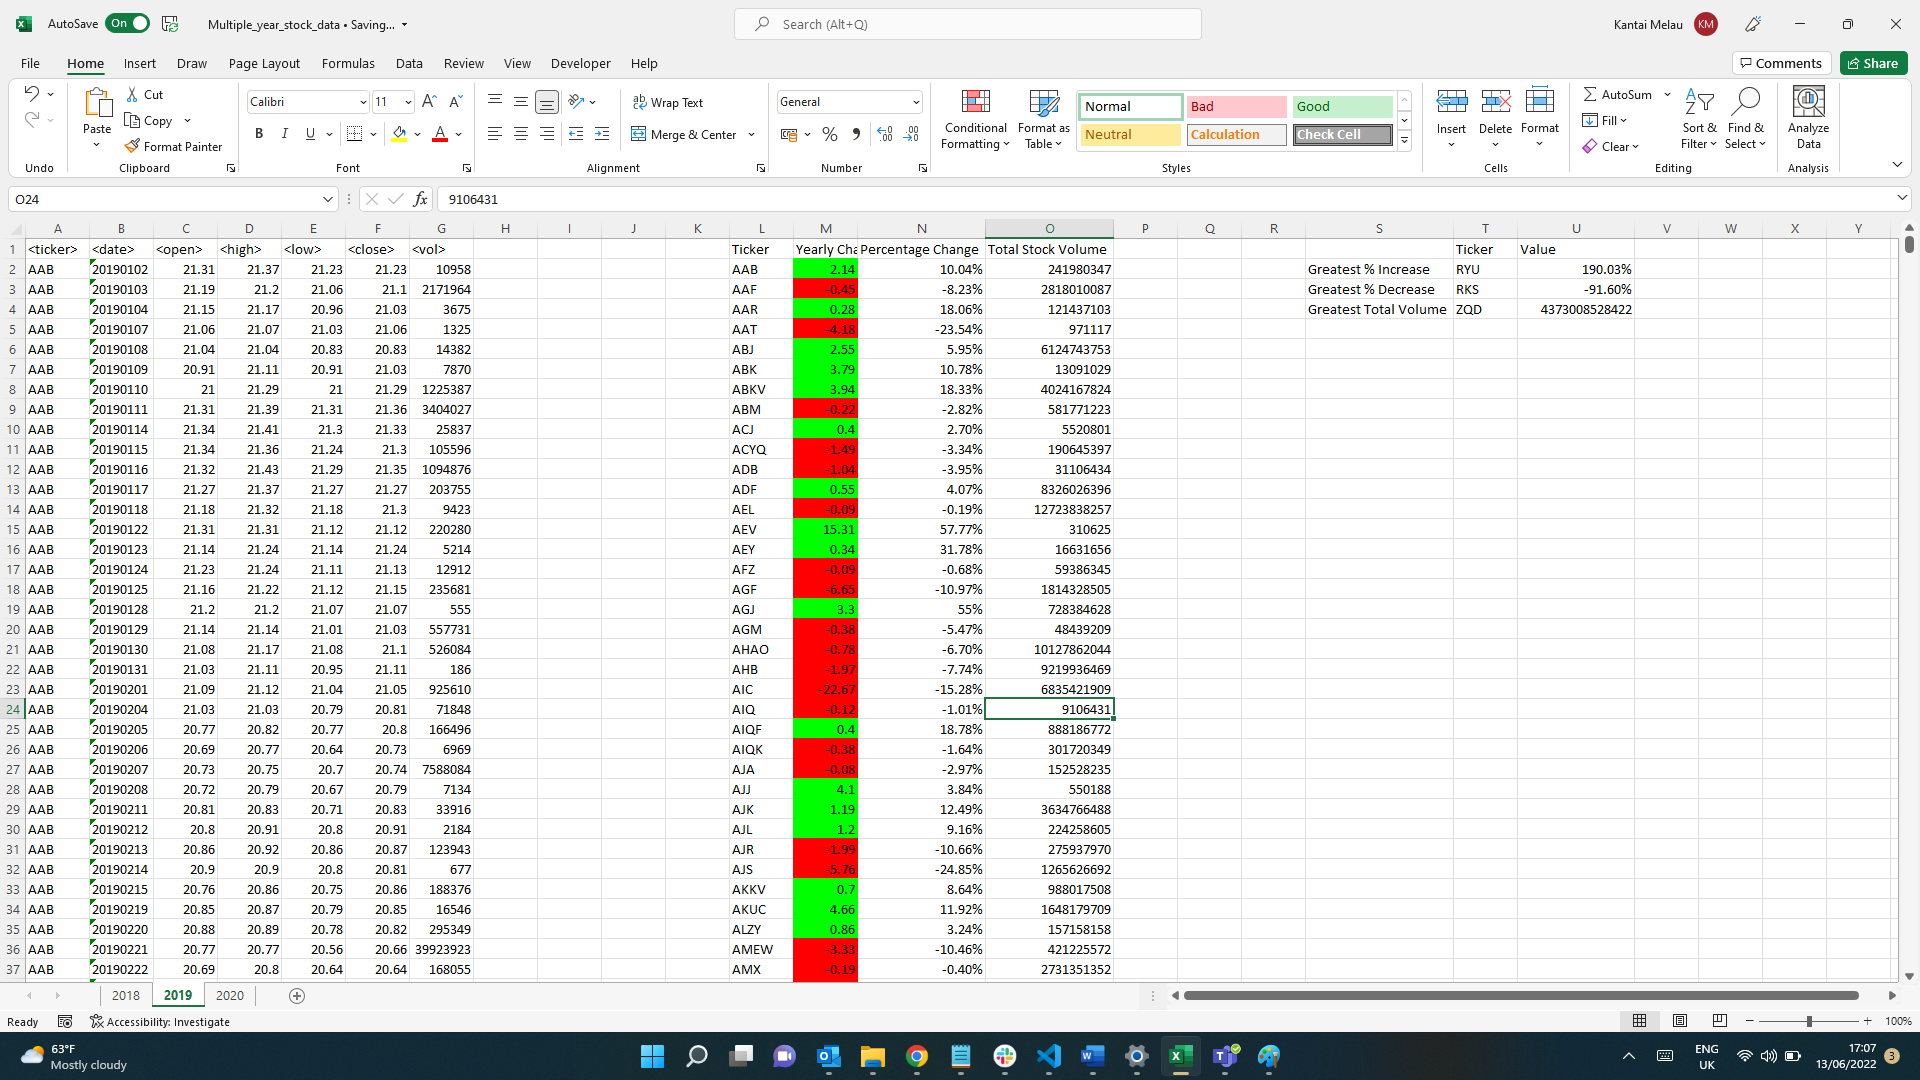 AutoSave On Multiple_year_stock_data • Saving... Search (Alt+Q) Kantai Melau KM
File Home Insert Draw Page Layout Formulas Data Review View Developer Help Comments Share
Cut Calibri 11 Wrap Text General Normal Bad Good AutoSum
Paste Copy Format Painter B I U Merge & Center % Conditional Formatting Format as Table Neutral Calculation Check Cell Insert Delete Format Fill Clear Sort & Filter Find & Select Analyze Data
Undo Clipboard Font Alignment Number Styles Cells Editing Analysis
O24 fx 9106431
A B C D E F G H I J K L M N O P Q R S T U V W X Y
1 <ticker> <date> <open> <high> <low> <close> <vol> Ticker Yearly Cha Percentage Change Total Stock Volume Ticker Value
2 AAB 20190102 21.31 21.37 21.23 21.23 10958 AAB 2.14 10.04% 241980347 Greatest % Increase RYU 190.03%
3 AAB 20190103 21.19 21.2 21.06 21.1 2171964 AAF -0.45 -8.23% 2818010087 Greatest % Decrease RKS -91.60%
4 AAB 20190104 21.15 21.17 20.96 21.03 3675 AAR 0.28 18.06% 121437103 Greatest Total Volume ZQD 4373008528422
5 AAB 20190107 21.06 21.07 21.03 21.06 1325 AAT -4.18 -23.54% 971117
6 AAB 20190108 21.04 21.04 20.83 20.83 14382 ABJ 2.55 5.95% 6124743753
7 AAB 20190109 20.91 21.11 20.91 21.03 7870 ABK 3.79 10.78% 13091029
8 AAB 20190110 21 21.29 21 21.29 1225387 ABKV 3.94 18.33% 4024167824
9 AAB 20190111 21.31 21.39 21.31 21.36 3404027 ABM -0.22 -2.82% 581771223
10 AAB 20190114 21.34 21.41 21.3 21.33 25837 ACJ 0.4 2.70% 5520801
11 AAB 20190115 21.34 21.36 21.24 21.3 105596 ACYQ -1.49 -3.34% 190645397
12 AAB 20190116 21.32 21.43 21.29 21.35 1094876 ADB -1.04 -3.95% 31106434
13 AAB 20190117 21.27 21.37 21.27 21.27 203755 ADF 0.55 4.07% 8326026396
14 AAB 20190118 21.18 21.32 21.18 21.3 9423 AEL -0.09 -0.19% 12723838257
15 AAB 20190122 21.31 21.31 21.12 21.12 220280 AEV 15.31 57.77% 310625
16 AAB 20190123 21.14 21.24 21.14 21.24 5214 AEY 0.34 31.78% 16631656
17 AAB 20190124 21.23 21.24 21.11 21.13 12912 AFZ -0.09 -0.68% 59386345
18 AAB 20190125 21.16 21.22 21.12 21.15 235681 AGF -6.65 -10.97% 1814328505
19 AAB 20190128 21.2 21.2 21.07 21.07 555 AGJ 3.3 55% 728384628
20 AAB 20190129 21.14 21.14 21.01 21.03 557731 AGM -0.38 -5.47% 48439209
21 AAB 20190130 21.08 21.17 21.08 21.1 526084 AHAO -0.78 -6.70% 10127862044
22 AAB 20190131 21.03 21.11 20.95 21.11 186 AHB -1.97 -7.74% 9219936469
23 AAB 20190201 21.09 21.12 21.04 21.05 925610 AIC -22.67 -15.28% 6835421909
24 AAB 20190204 21.03 21.03 20.79 20.81 71848 AIQ -0.12 -1.01% 9106431
25 AAB 20190205 20.77 20.82 20.77 20.8 166496 AIQF 0.4 18.78% 888186772
26 AAB 20190206 20.69 20.77 20.64 20.73 6969 AIQK -0.38 -1.64% 301720349
27 AAB 20190207 20.73 20.75 20.7 20.74 7588084 AJA -0.08 -2.97% 152528235
28 AAB 20190208 20.72 20.79 20.67 20.79 7134 AJJ 4.1 3.84% 550188
29 AAB 20190211 20.81 20.83 20.71 20.83 33916 AJK 1.19 12.49% 3634766488
30 AAB 20190212 20.8 20.91 20.8 20.91 2184 AJL 1.2 9.16% 224258605
31 AAB 20190213 20.86 20.92 20.86 20.87 123943 AJR -1.99 -10.66% 275937970
32 AAB 20190214 20.9 20.9 20.8 20.81 677 AJS -5.76 -24.85% 1265626692
33 AAB 20190215 20.76 20.86 20.75 20.86 188376 AKKV 0.7 8.64% 988017508
34 AAB 20190219 20.85 20.87 20.79 20.85 16546 AKUC 4.66 11.92% 1648179709
35 AAB 20190220 20.88 20.89 20.78 20.82 295349 ALZY 0.86 3.24% 157158158
36 AAB 20190221 20.77 20.77 20.56 20.66 39923923 AMEW -3.33 -10.46% 421225572
37 AAB 20190222 20.69 20.8 20.64 20.64 168055 AMX -0.19 -0.40% 2731351352
2018 2019 2020
Ready Accessibility: Investigate 100%
63°F
Mostly cloudy
ENG
UK
17:07
13/06/2022
3